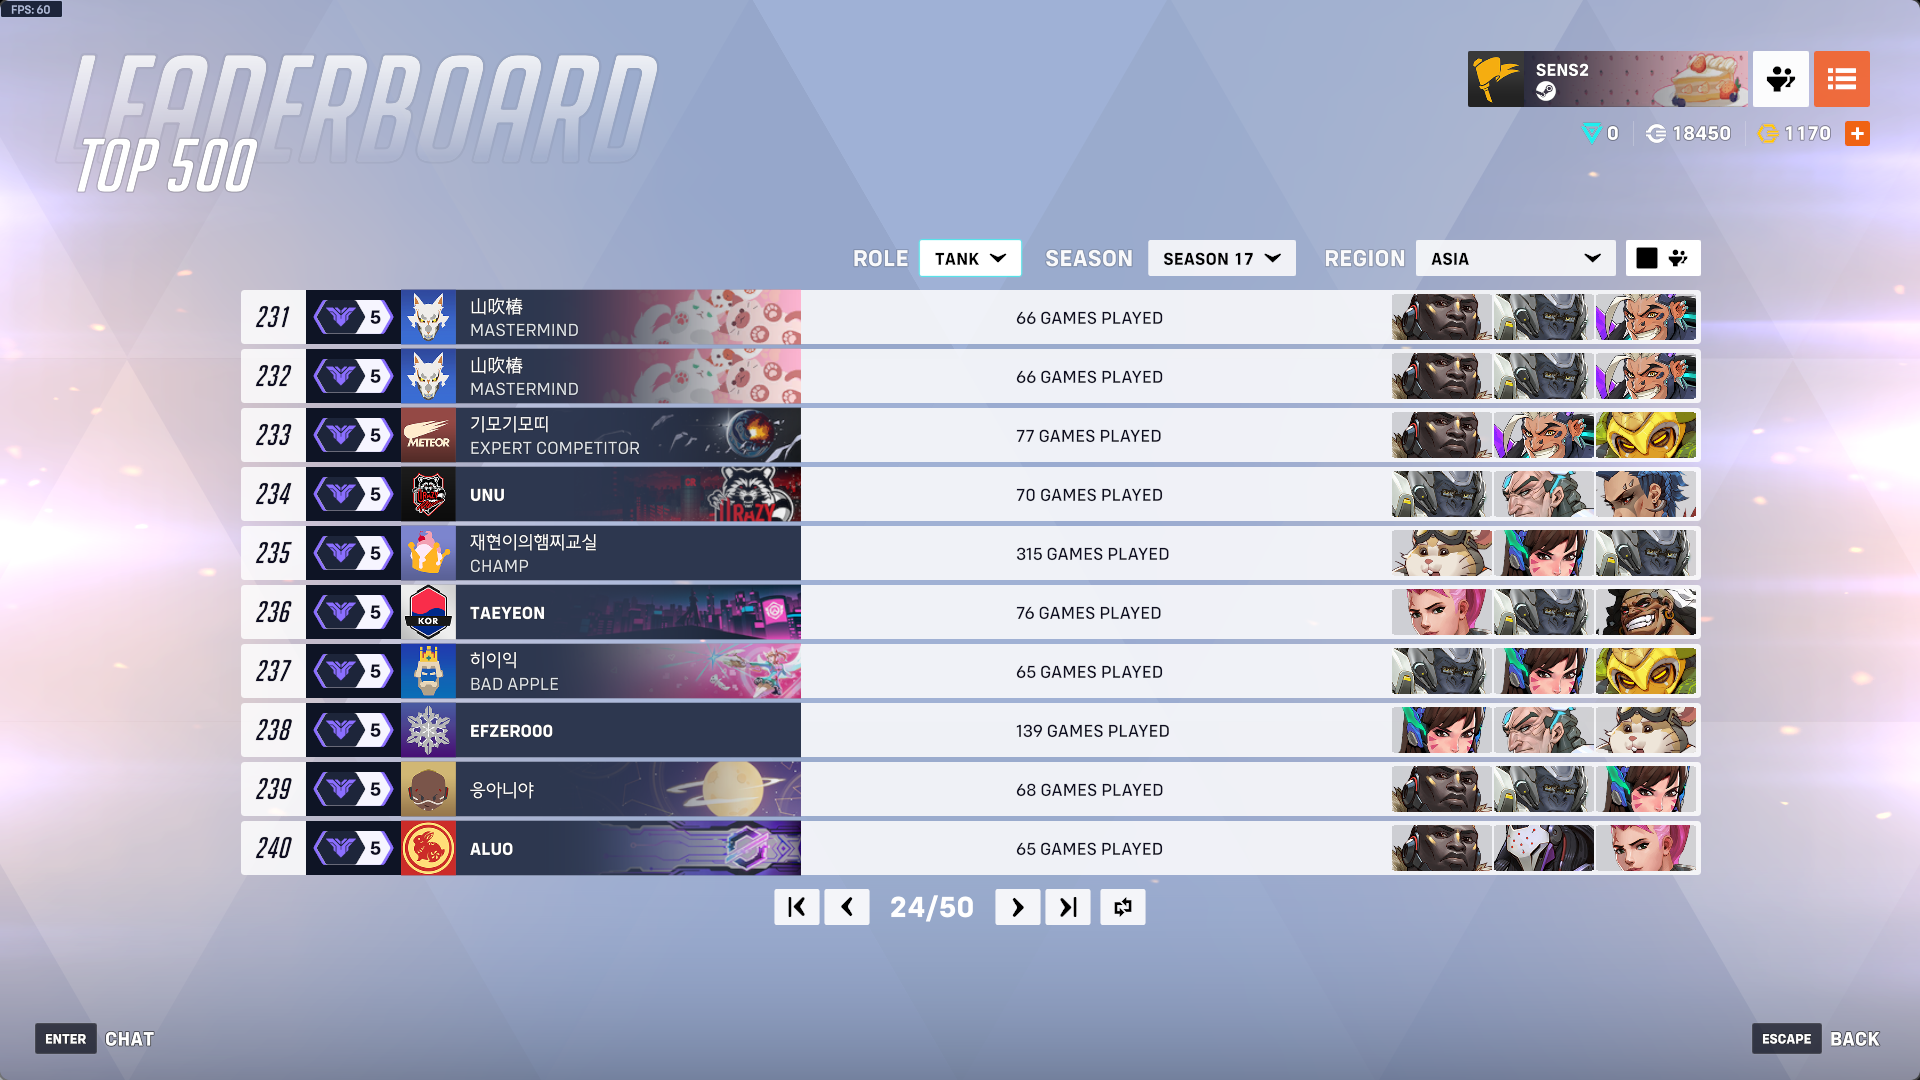 FPS: 60
LEADERBOARD
TOP 500
SENS2
0
18450
1170
ROLE
TANK
SEASON
SEASON 17
REGION
ASIA
231
5
山吹椿
MASTERMIND
66 GAMES PLAYED
232
5
山吹椿
MASTERMIND
66 GAMES PLAYED
233
5
METEOR
기모기모띠
EXPERT COMPETITOR
77 GAMES PLAYED
234
5
UNU
70 GAMES PLAYED
235
5
재현이의햄찌교실
CHAMP
315 GAMES PLAYED
236
5
KOR
TAEYEON
76 GAMES PLAYED
237
5
히이익
BAD APPLE
65 GAMES PLAYED
238
5
EFZEROOO
139 GAMES PLAYED
239
5
응아니야
68 GAMES PLAYED
240
5
ALUO
65 GAMES PLAYED
24/50
ENTER CHAT
ESCAPE BACK